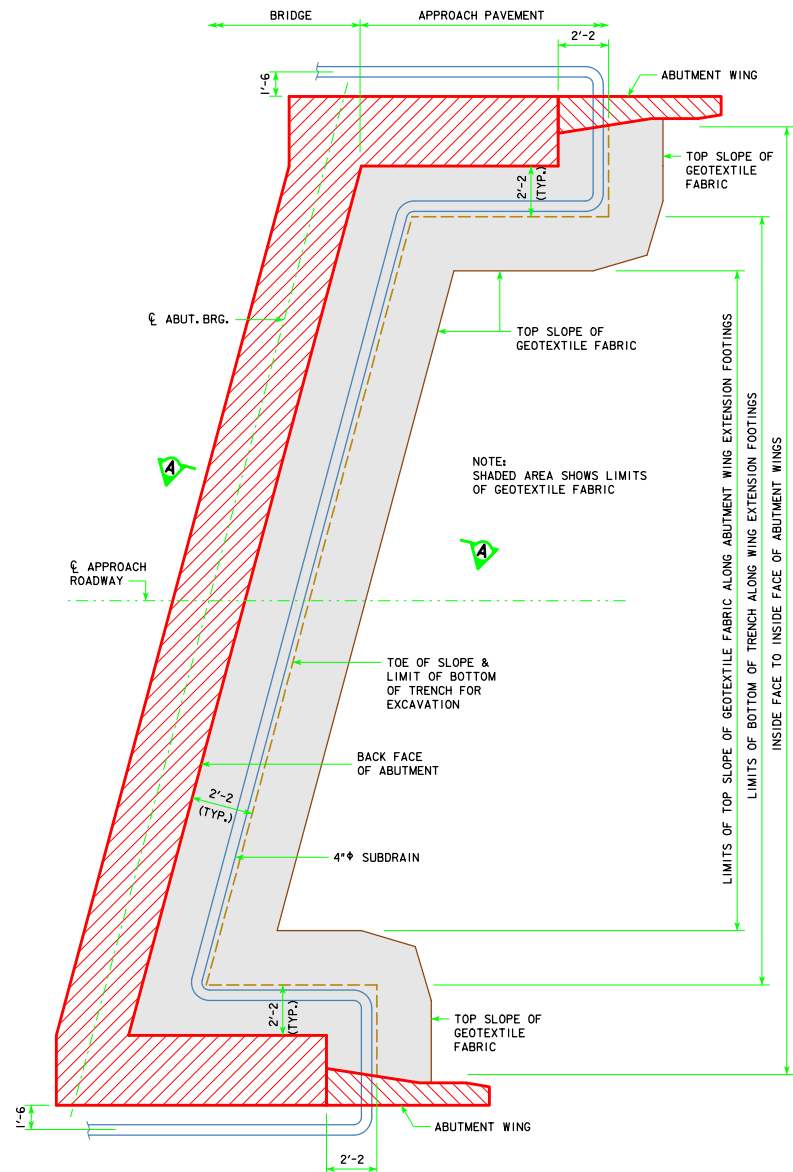 BRIDGE
APPROACH PAVEMENT
2'-2
1'-6
ABUTMENT WING
TOP SLOPE OF
GEOTEXTILE
FABRIC
2'-2
(TYP.)
℄ ABUT. BRG.
TOP SLOPE OF
GEOTEXTILE FABRIC
NOTE:
SHADED AREA SHOWS LIMITS
OF GEOTEXTILE FABRIC
A
A
℄ APPROACH
ROADWAY
TOE OF SLOPE &
LIMIT OF BOTTOM
OF TRENCH FOR
EXCAVATION
BACK FACE
OF ABUTMENT
2'-2
(TYP.)
4"ϕ SUBDRAIN
LIMITS OF TOP SLOPE OF GEOTEXTILE FABRIC ALONG ABUTMENT WING EXTENSION FOOTINGS
LIMITS OF BOTTOM OF TRENCH ALONG WING EXTENSION FOOTINGS
INSIDE FACE TO INSIDE FACE OF ABUTMENT WINGS
2'-2
(TYP.)
TOP SLOPE OF
GEOTEXTILE
FABRIC
1'-6
ABUTMENT WING
2'-2